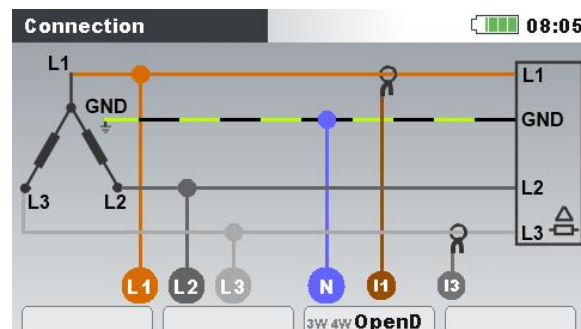 Connection 08:05
L1 L1
GND GND
L3 L2 L2
L3
L1 L2 L3 N I1 I3
3W 4W OpenD